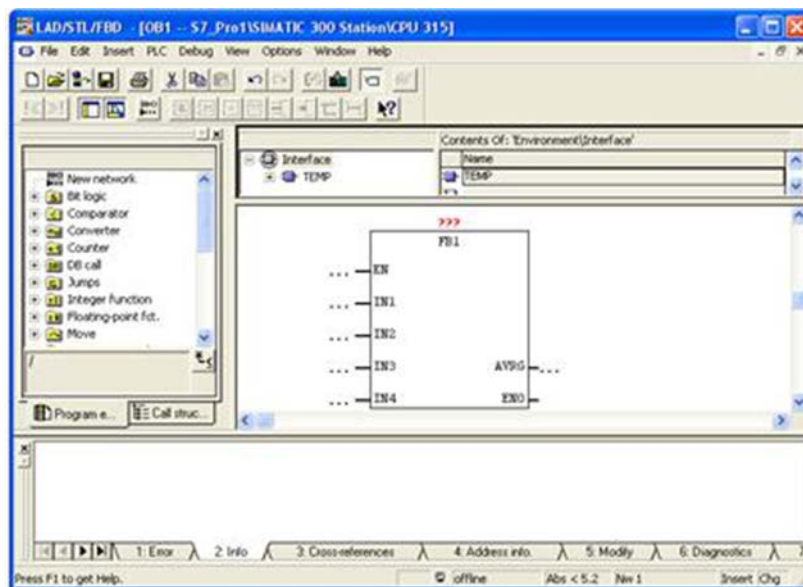 LAD/STL/FBD - [OB1 -- S7_Pro1\SIMATIC 300 Station\CPU 315]
File Edit Insert PLC Debug View Options Window Help
New network
Bit logic
Comparator
Converter
Counter
DB call
Jumps
Integer function
Floating-point fct.
Move
/
Program e...
Call struc...
Interface
TEMP
Contents Of: 'Environment\Interface'
Name
TEMP
???
FB1
... EN
... IN1
... IN2
... IN3 AVRG ...
... IN4 ENO
1: Error 2: Info 3: Cross-references 4: Address info. 5: Modify 6: Diagnostics
Press F1 to get Help. offline Abs < 5.2 Nw 1 Insert Chg